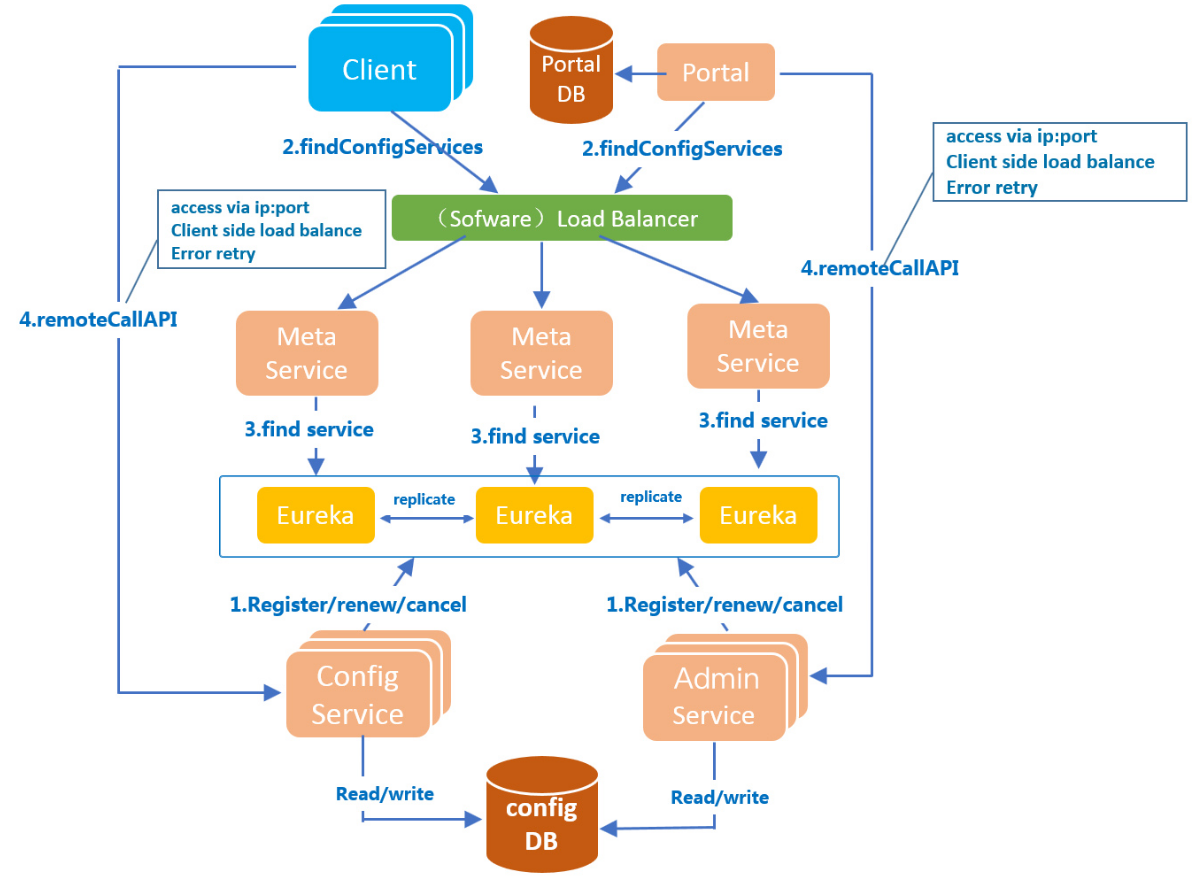 Client
Portal
DB
Portal
2.findConfigServices
2.findConfigServices
access via ip:port
Client side load balance
Error retry
access via ip:port
Client side load balance
Error retry
（Sofware）Load Balancer
4.remoteCallAPI
4.remoteCallAPI
Meta
Service
Meta
Service
Meta
Service
3.find service
3.find service
3.find service
Eureka
replicate
Eureka
replicate
Eureka
1.Register/renew/cancel
1.Register/renew/cancel
Config
Service
Admin
Service
Read/write
Read/write
config
DB